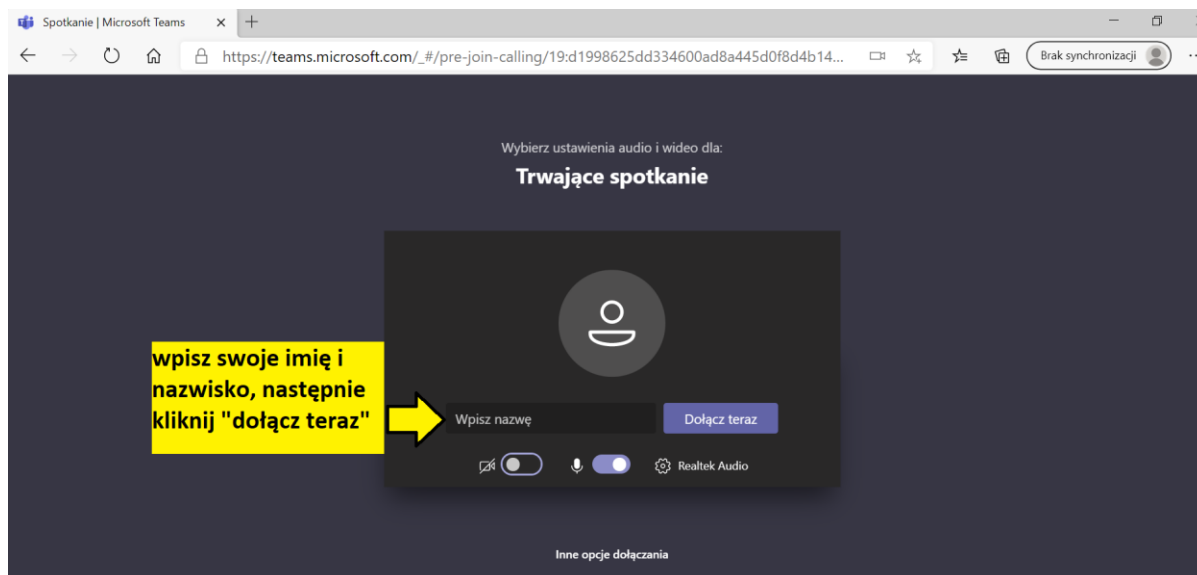 Spotkanie | Microsoft Teams
https://teams.microsoft.com/_#/pre-join-calling/19:d1998625dd334600ad8a445d0f8d4b14...
Brak synchronizacji
Wybierz ustawienia audio i wideo dla:
Trwające spotkanie
wpisz swoje imię i
nazwisko, następnie
kliknij "dołącz teraz"
Wpisz nazwę
Dołącz teraz
Realtek Audio
Inne opcje dołączania